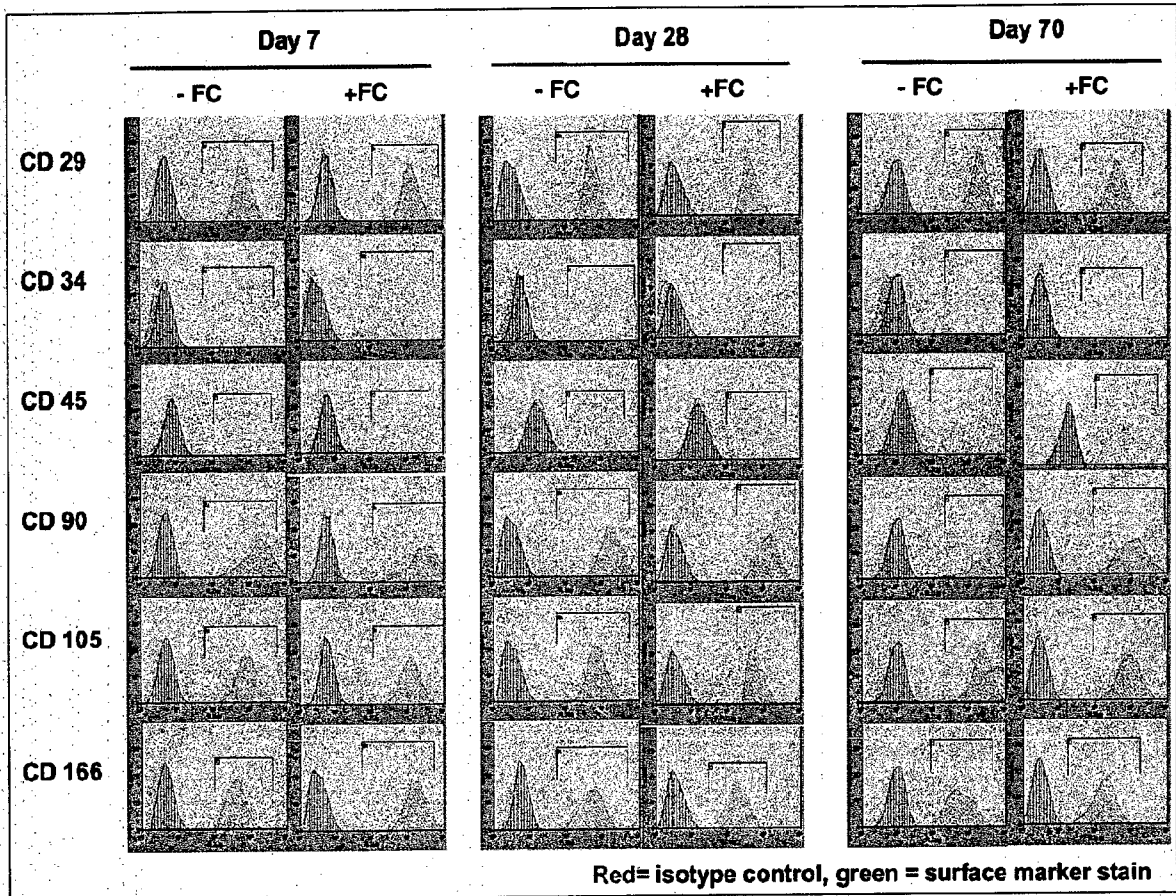 Day 7 Day 28 Day 70
- FC +FC - FC +FC - FC +FC
CD 29
CD 34
CD 45
CD 90
CD 105
CD 166
Red= isotype control, green = surface marker stain